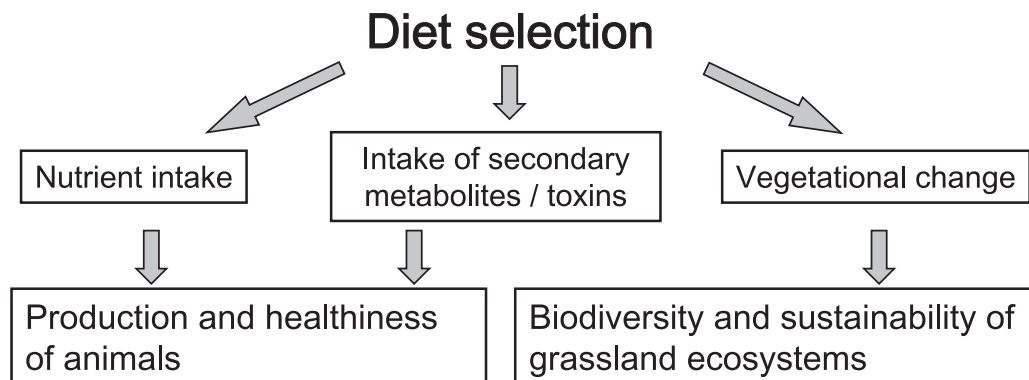 Diet selection
Nutrient intake
Intake of secondary
metabolites / toxins
Vegetational change
Production and healthiness
of animals
Biodiversity and sustainability of
grassland ecosystems